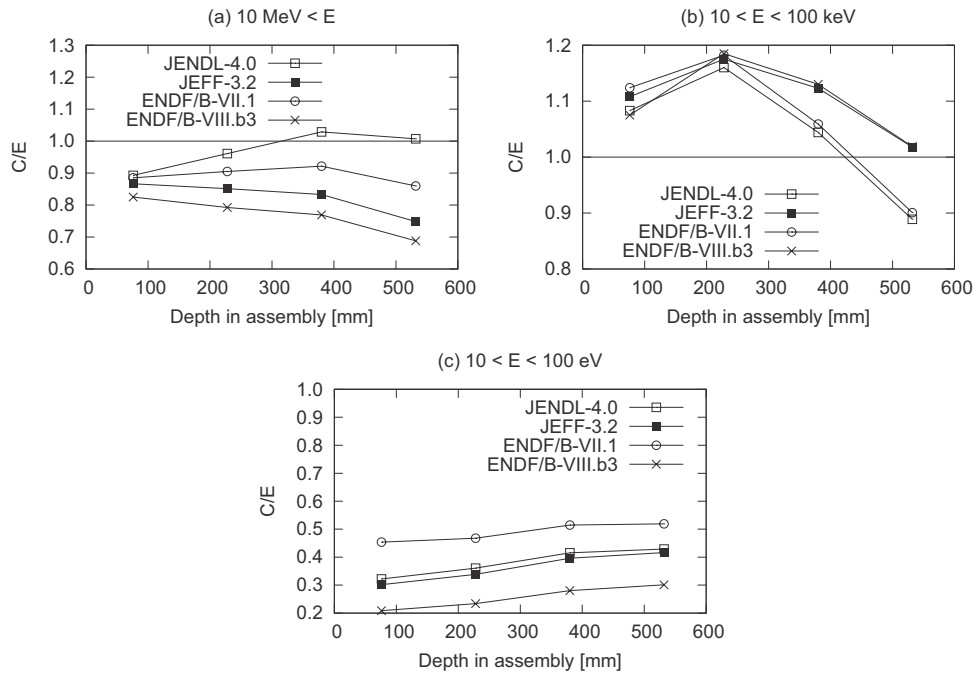 (a) 10 MeV < E
1.3
1.2
1.1
1.0
0.9
0.8
0.7
0.6
C/E
JENDL-4.0
JEFF-3.2
ENDF/B-VII.1
ENDF/B-VIII.b3
0 100 200 300 400 500 600
Depth in assembly [mm]
(b) 10 < E < 100 keV
1.2
1.1
1.0
0.9
0.8
C/E
JENDL-4.0
JEFF-3.2
ENDF/B-VII.1
ENDF/B-VIII.b3
0 100 200 300 400 500 600
Depth in assembly [mm]
(c) 10 < E < 100 eV
1.0
0.9
0.8
0.7
0.6
0.5
0.4
0.3
0.2
C/E
JENDL-4.0
JEFF-3.2
ENDF/B-VII.1
ENDF/B-VIII.b3
0 100 200 300 400 500 600
Depth in assembly [mm]